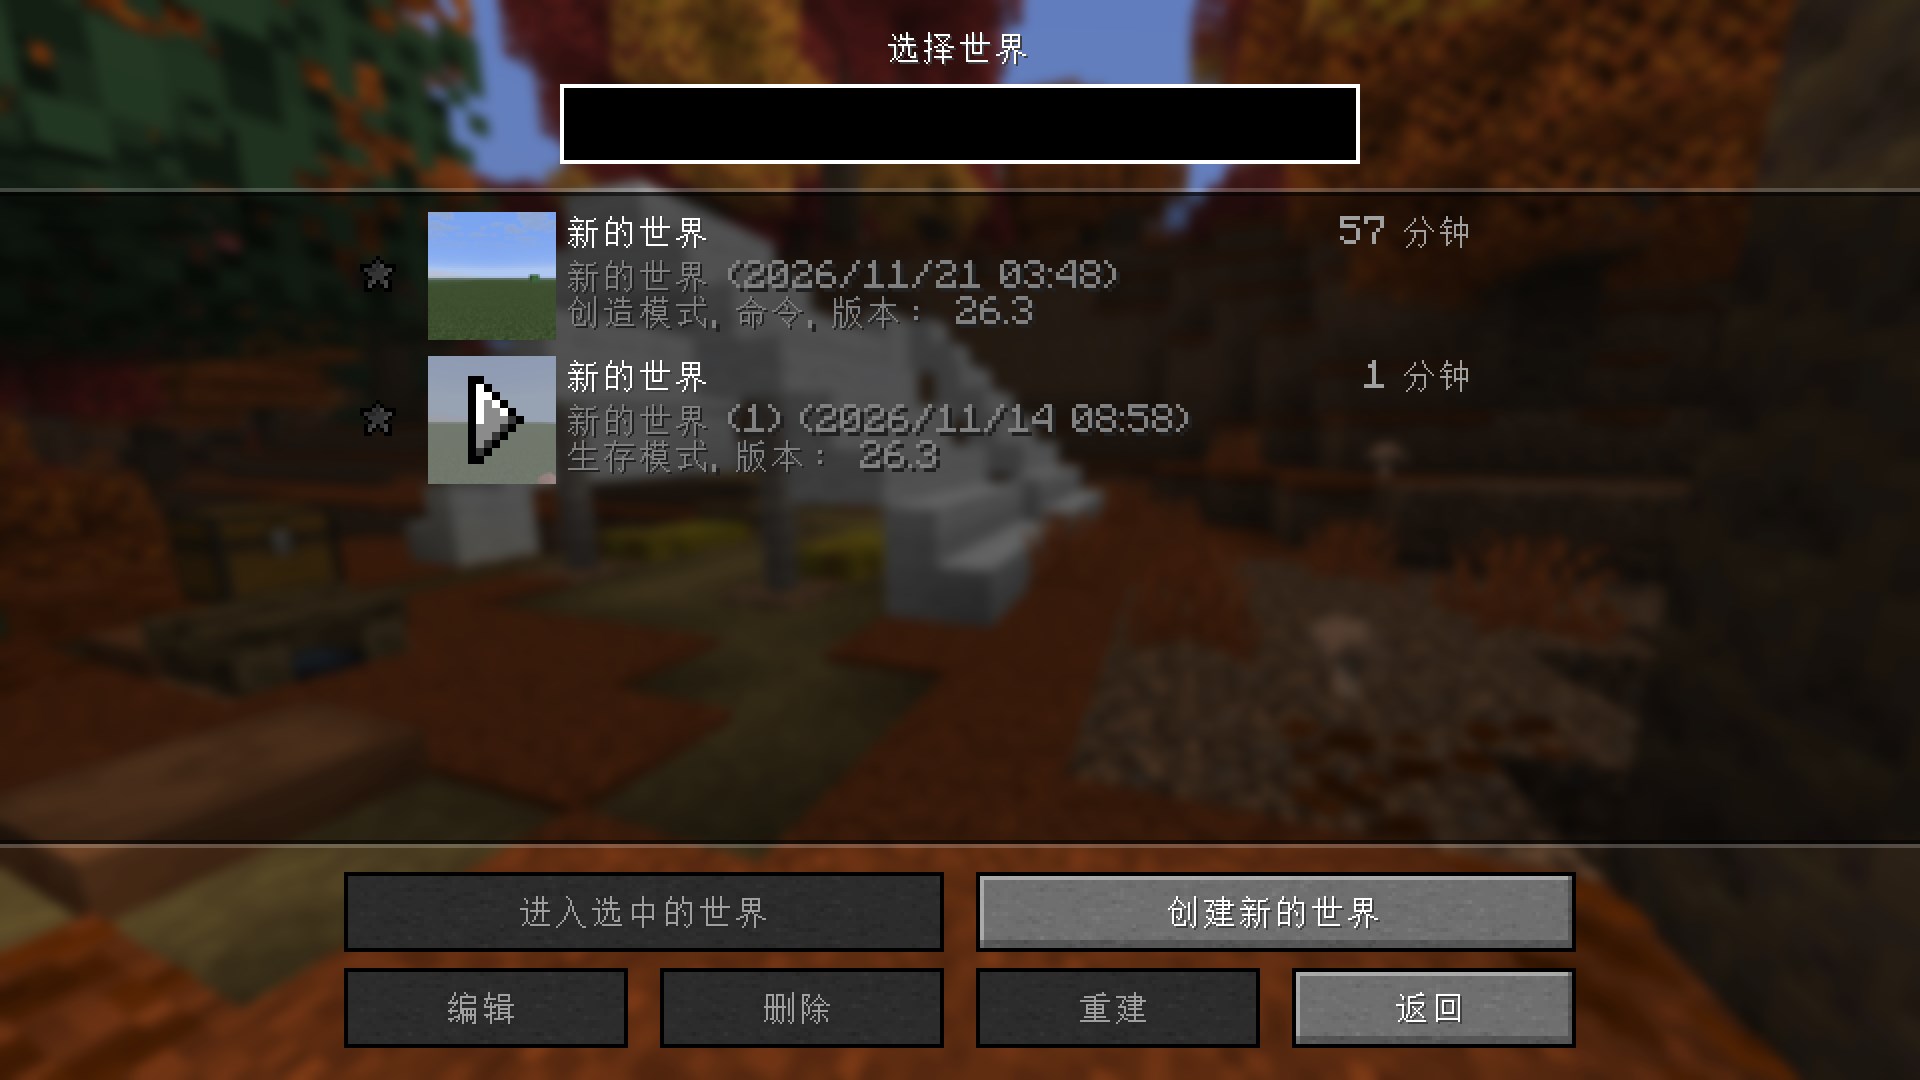 选择世界
新的世界 57 分钟
新的世界 (2026/11/21 03:48)
创造模式, 命令, 版本： 26.3
新的世界 1 分钟
新的世界 (1) (2026/11/14 08:58)
生存模式, 版本： 26.3
进入选中的世界 创建新的世界
编辑 删除 重建 返回